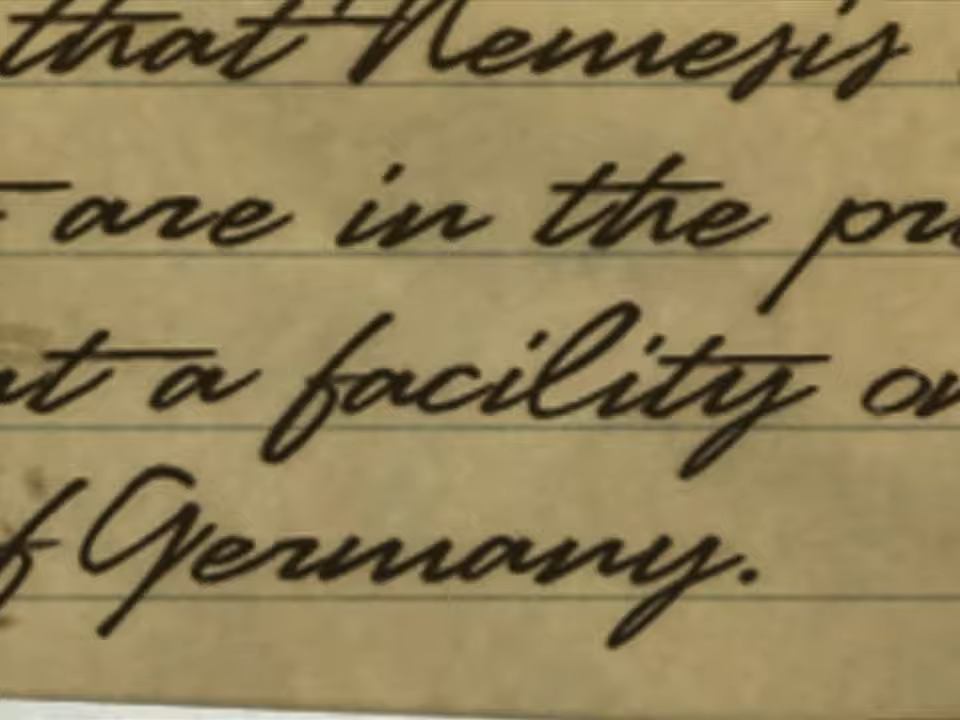 that Nemesis
are in the
a facility
Germany.